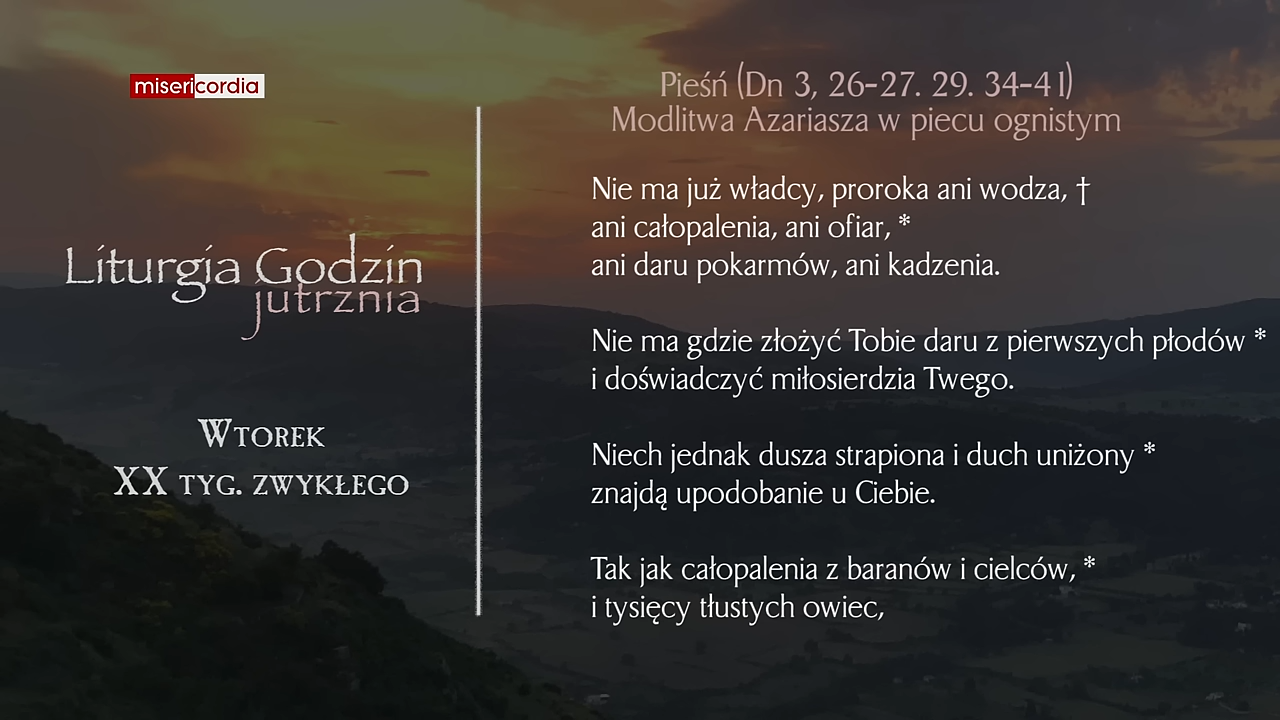 misericordia
Liturgia Godzin
jutrznia
Wtorek
XX tyg. zwykłego
Pieśń (Dn 3, 26-27. 29. 34-41)
Modlitwa Azariasza w piecu ognistym
Nie ma już władcy, proroka ani wodza, †
ani całopalenia, ani ofiar, *
ani daru pokarmów, ani kadzenia.
Nie ma gdzie złożyć Tobie daru z pierwszych płodów *
i doświadczyć miłosierdzia Twego.
Niech jednak dusza strapiona i duch uniżony *
znajdą upodobanie u Ciebie.
Tak jak całopalenia z baranów i cielców, *
i tysięcy tłustych owiec,